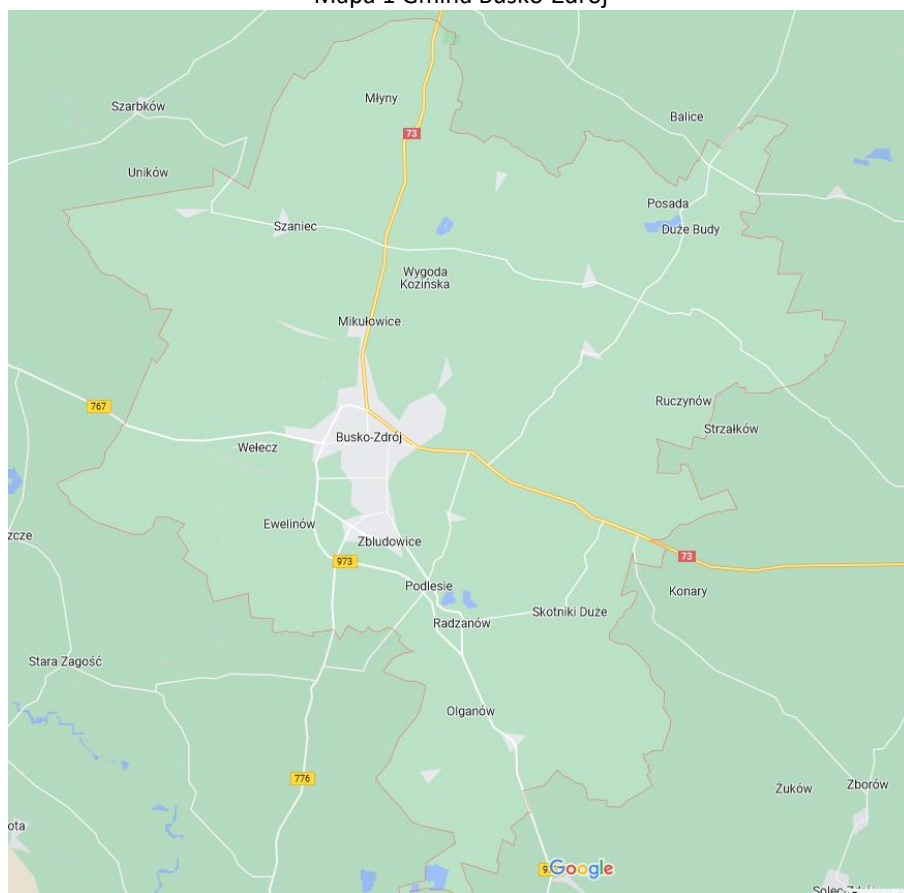 Mapa 1 Gmina Busko-Zdrój
Młyny
Szarbków
Balice
73
Uników
Posada
Szaniec
Duże Budy
Wygoda
Kozińska
Mikułowice
767
Ruczynów
Strzałków
Busko-Zdrój
Wełecz
Ewelinów
Zbludowice
973
73
Podlesie
Konary
Skotniki Duże
Radzanów
Stara Zagość
Olganów
776
Żuków
Zborów
Google